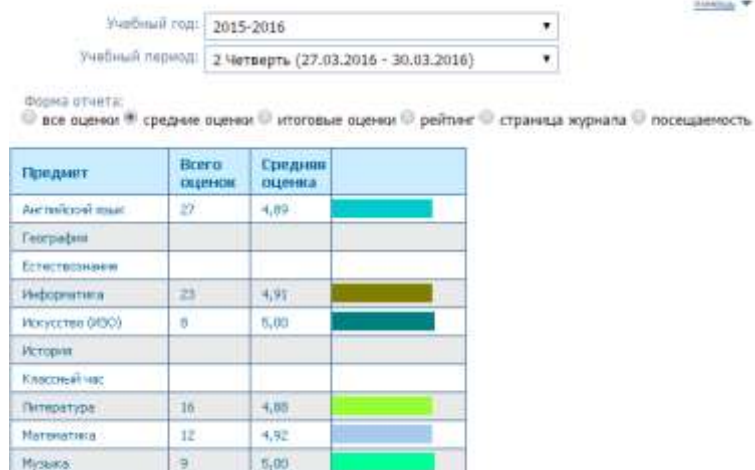 помощь
Учебный год: 2015-2016
Учебный период: 2 Четверть (27.03.2016 - 30.03.2016)
Форма отчета:
все оценки средние оценки итоговые оценки рейтинг страница журнала посещаемость
Предмет Всего оценок Средняя оценка
Английский язык 27 4,89
География
Естествознание
Информатика 23 4,91
Искусство (ИЗО) 8 5,00
История
Классный час
Литература 16 4,88
Математика 12 4,92
Музыка 9 5,00